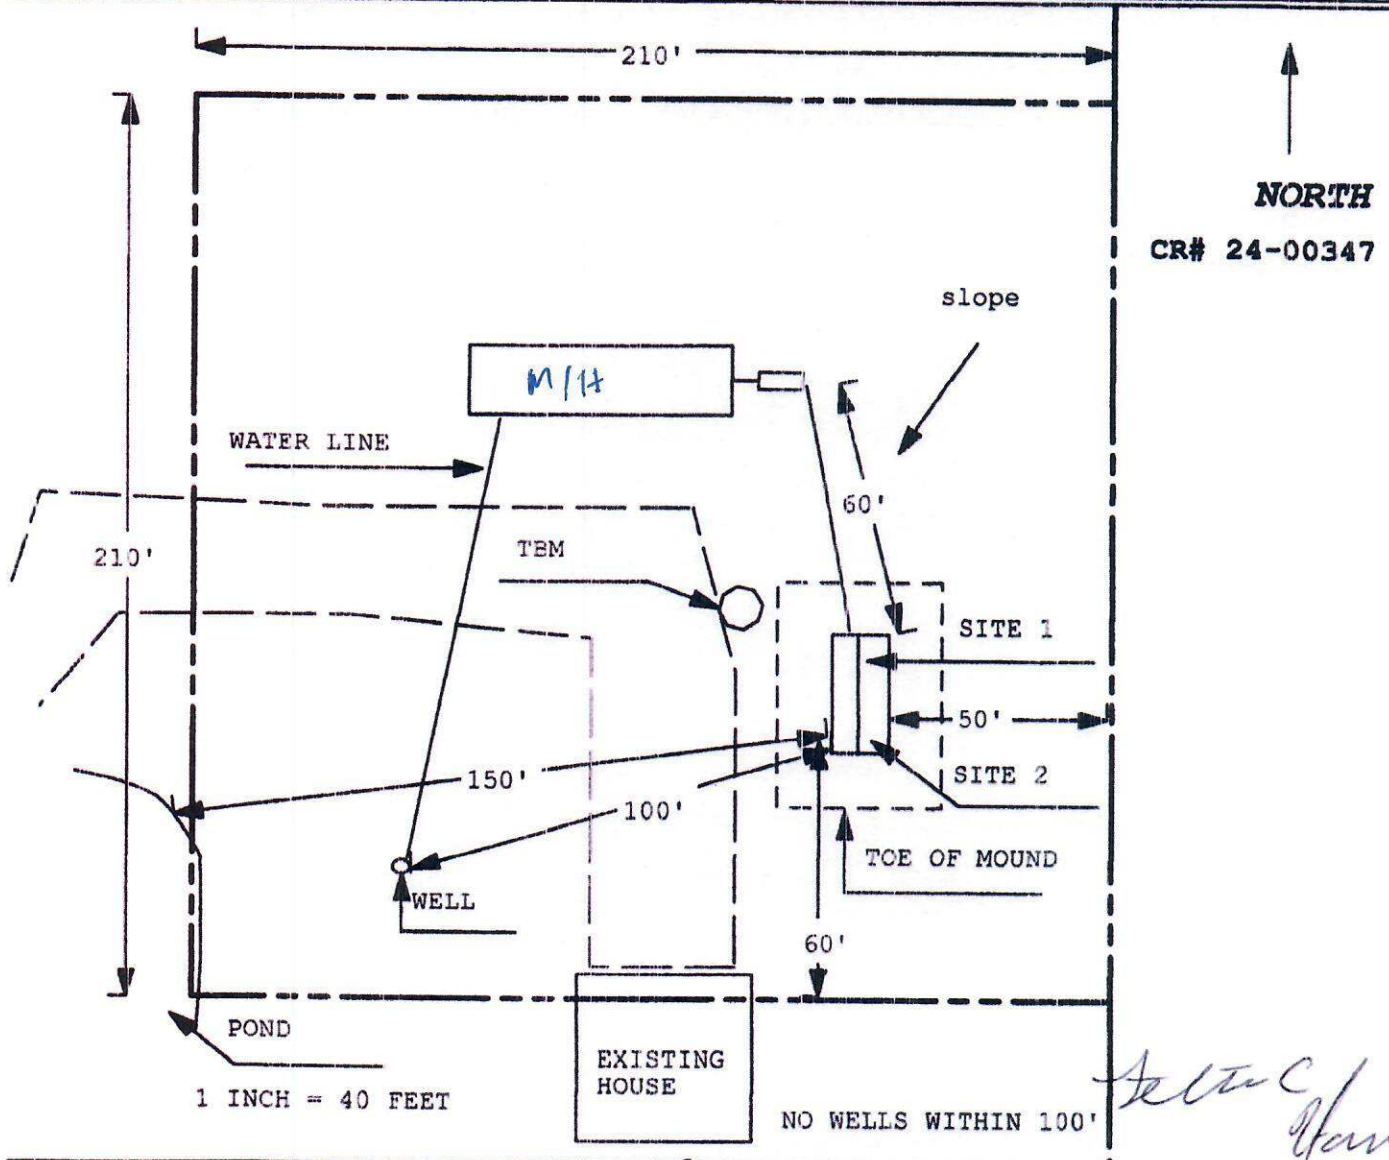 210'
NORTH
CR# 24-00347
slope
M/H
WATER LINE
60'
210'
TBM
SITE 1
50'
150'
SITE 2
100'
TOE OF MOUND
WELL
60'
POND
EXISTING
HOUSE
1 INCH = 40 FEET
NO WELLS WITHIN 100'